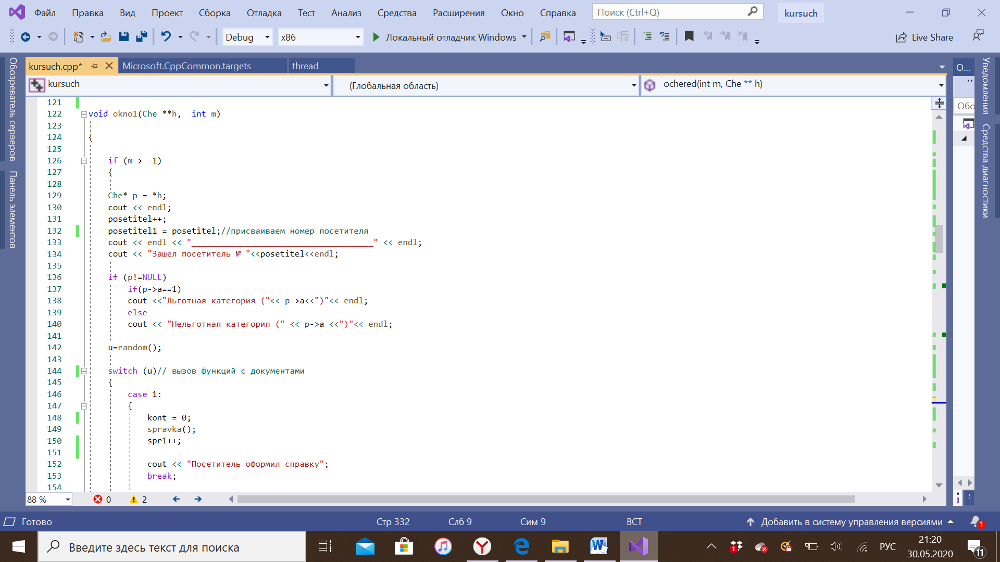 Файл Правка Вид Проект Сборка Отладка Тест Анализ Средства Расширения Окно Справка Поиск (Ctrl+Q) kursuch
Debug x86 Локальный отладчик Windows Live Share
Обозреватель серверов
Панель элементов
kursuch.cpp* Microsoft.CppCommon.targets thread
kursuch (Глобальная область) ochered(int m, Che ** h)
121
122 void okno1(Che **h,  int m)
123
124 {
125
126 if (m > -1)
127 {
128
129 Che* p = *h;
130 cout << endl;
131 posetitel++;
132 posetitel1 = posetitel;//присваиваем номер посетителя
133 cout << endl << "_____________________________________" << endl;
134 cout << "Зашел посетитель № "<<posetitel<<endl;
135
136 if (p!=NULL)
137 if(p->a==1)
138 cout <<"Льготная категория ("<< p->a<<")"<< endl;
139 else
140 cout << "Нельготная категория (" << p->a <<")"<< endl;
141
142 u=random();
143
144 switch (u)// вызов функций с документами
145 {
146 case 1:
147 {
148 kont = 0;
149 spravka();
150 spr1++;
151
152 cout << "Посетитель оформил справку";
153 break;
154
88 % 0 2
О...
Обо
Уведомления
Средства диагностики
Готово Стр 332 Слб 9 Сим 9 ВСТ Добавить в систему управления версиями 1
Введите здесь текст для поиска 1 РУС 21:20
30.05.2020 11